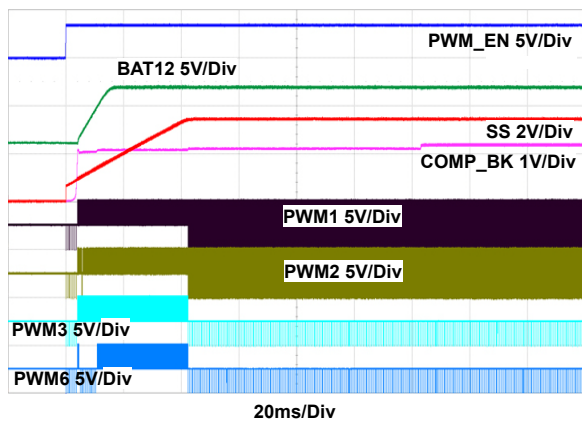 PWM_EN 5V/Div
BAT12 5V/Div
SS 2V/Div
COMP_BK 1V/Div
PWM1 5V/Div
PWM2 5V/Div
PWM3 5V/Div
PWM6 5V/Div
20ms/Div